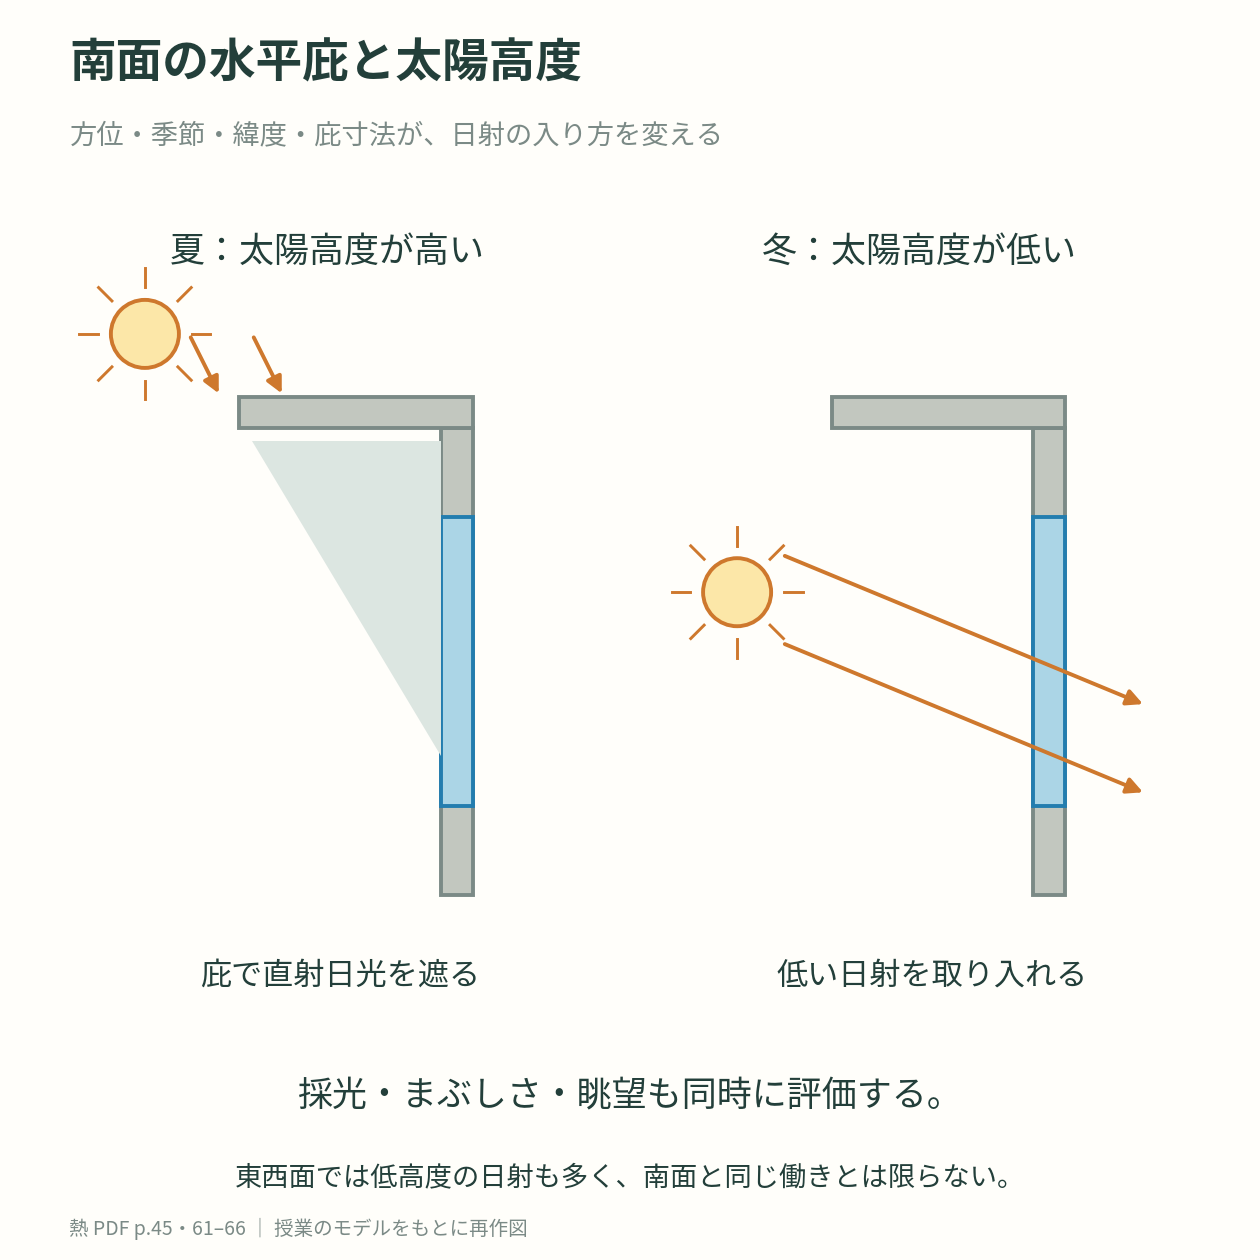 南面の水平庇と太陽高度
方位・季節・緯度・庇寸法が、日射の入り方を変える
夏：太陽高度が高い
冬：太陽高度が低い
庇で直射日光を遮る
低い日射を取り入れる
採光・まぶしさ・眺望も同時に評価する。
東西面では低高度の日射も多く、南面と同じ働きとは限らない。
熱 PDF p.45・61–66｜授業のモデルをもとに再作図